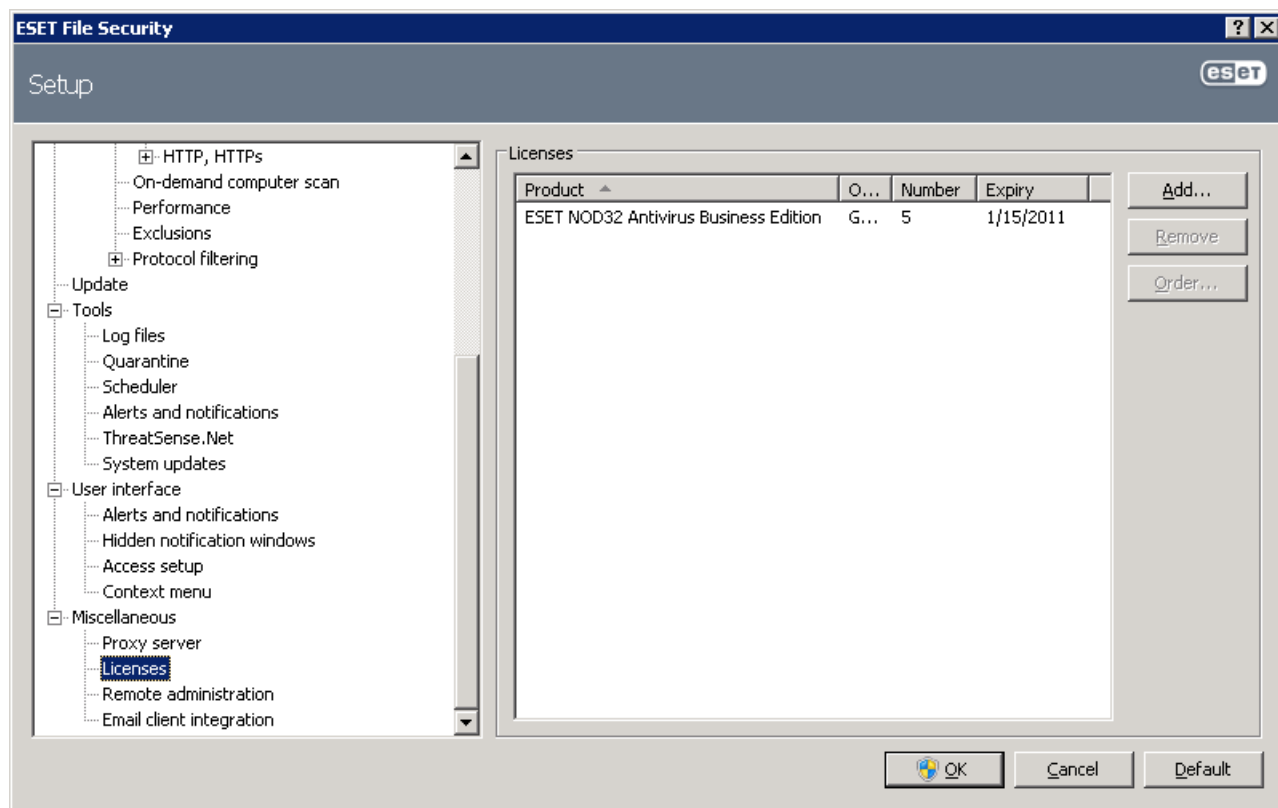 ESET File Security
Setup
eset
HTTP, HTTPs
On-demand computer scan
Performance
Exclusions
Protocol filtering
Update
Tools
Log files
Quarantine
Scheduler
Alerts and notifications
ThreatSense.Net
System updates
User interface
Alerts and notifications
Hidden notification windows
Access setup
Context menu
Miscellaneous
Proxy server
Licenses
Remote administration
Email client integration
Licenses
Product O... Number Expiry
ESET NOD32 Antivirus Business Edition G... 5 1/15/2011
Add...
Remove
Order...
OK Cancel Default